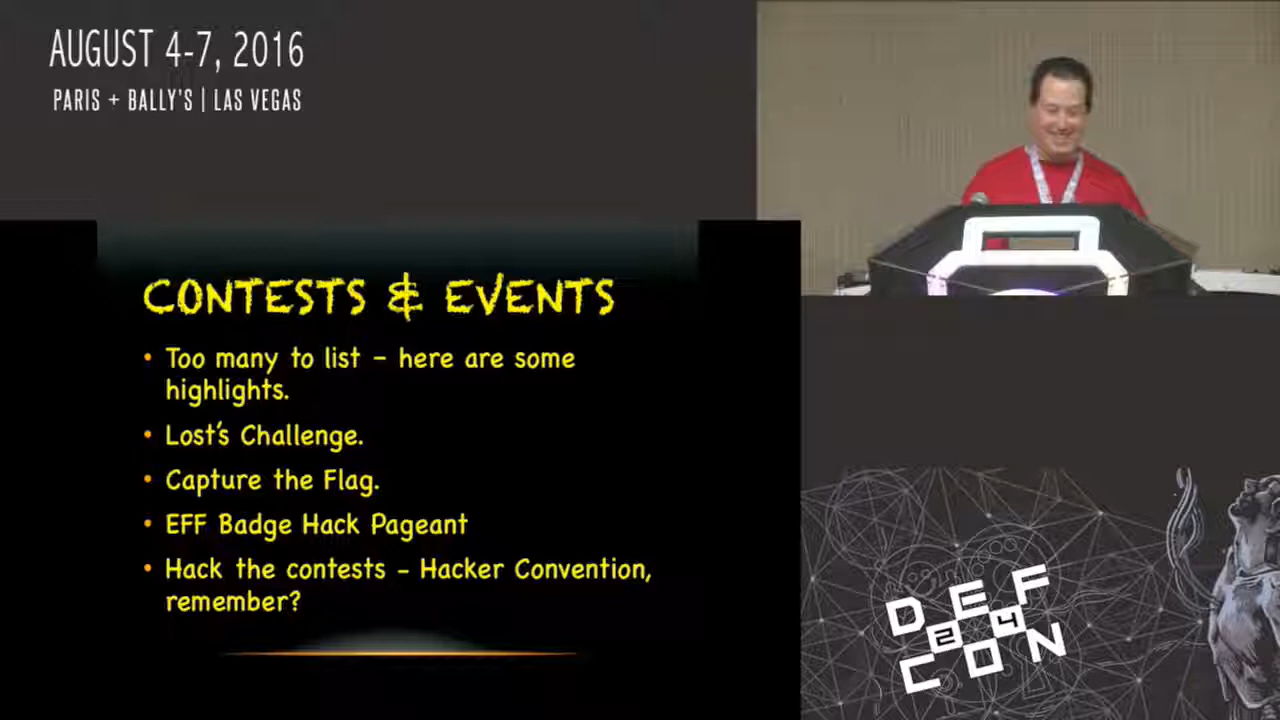 AUGUST 4-7, 2016
PARIS + BALLY'S | LAS VEGAS
CONTESTS & EVENTS
• Too many to list – here are some
highlights.
• Lost's Challenge.
• Capture the Flag.
• EFF Badge Hack Pageant
• Hack the contests – Hacker Convention,
remember?
DEF
24
CON